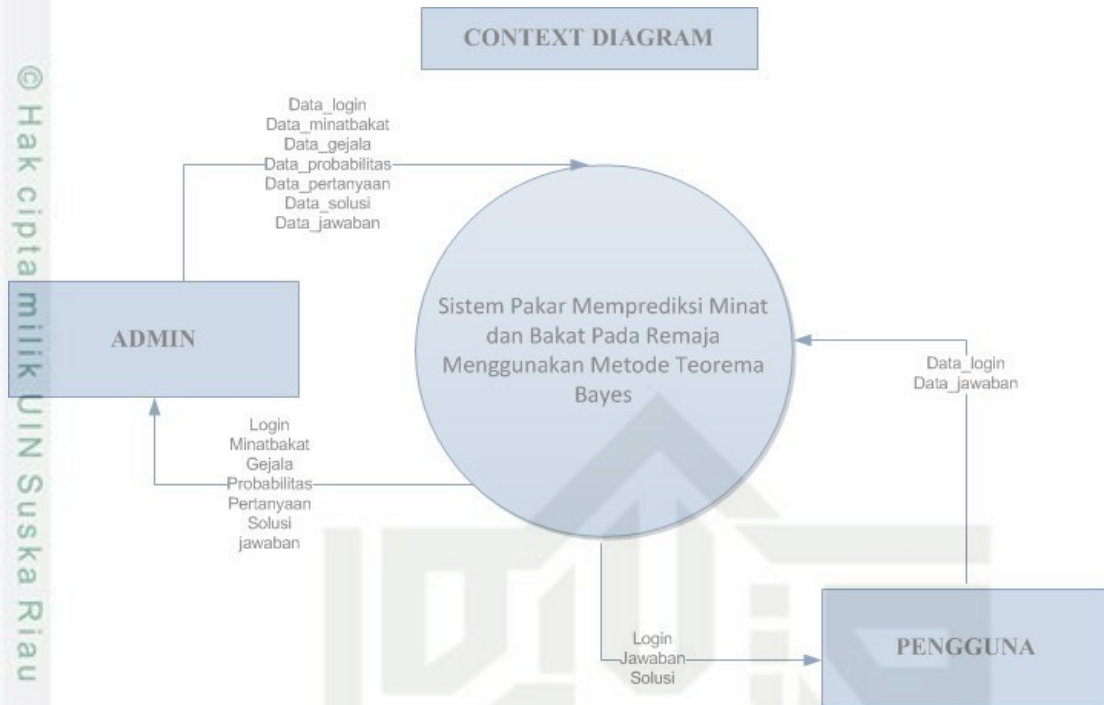 CONTEXT DIAGRAM
© Hak cipta milik UIN Suska Riau
Data_login
Data_minatbakat
Data_gejala
Data_probabilitas
Data_pertanyaan
Data_solusi
Data_jawaban
ADMIN
Sistem Pakar Memprediksi Minat
dan Bakat Pada Remaja
Menggunakan Metode Teorema
Bayes
Data_login
Data_jawaban
Login
Minatbakat
Gejala
Probabilitas
Pertanyaan
Solusi
jawaban
Login
Jawaban
Solusi
PENGGUNA